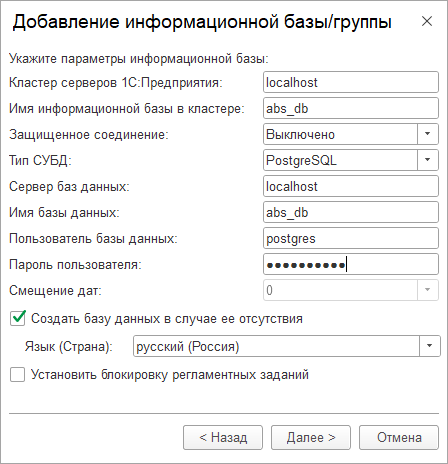 Добавление информационной базы/группы
Укажите параметры информационной базы:
Кластер серверов 1С:Предприятия: localhost
Имя информационной базы в кластере: abs_db
Защищенное соединение: Выключено
Тип СУБД: PostgreSQL
Сервер баз данных: localhost
Имя базы данных: abs_db
Пользователь базы данных: postgres
Пароль пользователя: ●●●●●●●●●●
Смещение дат: 0
Создать базу данных в случае ее отсутствия
Язык (Страна): русский (Россия)
Установить блокировку регламентных заданий
< Назад Далее > Отмена